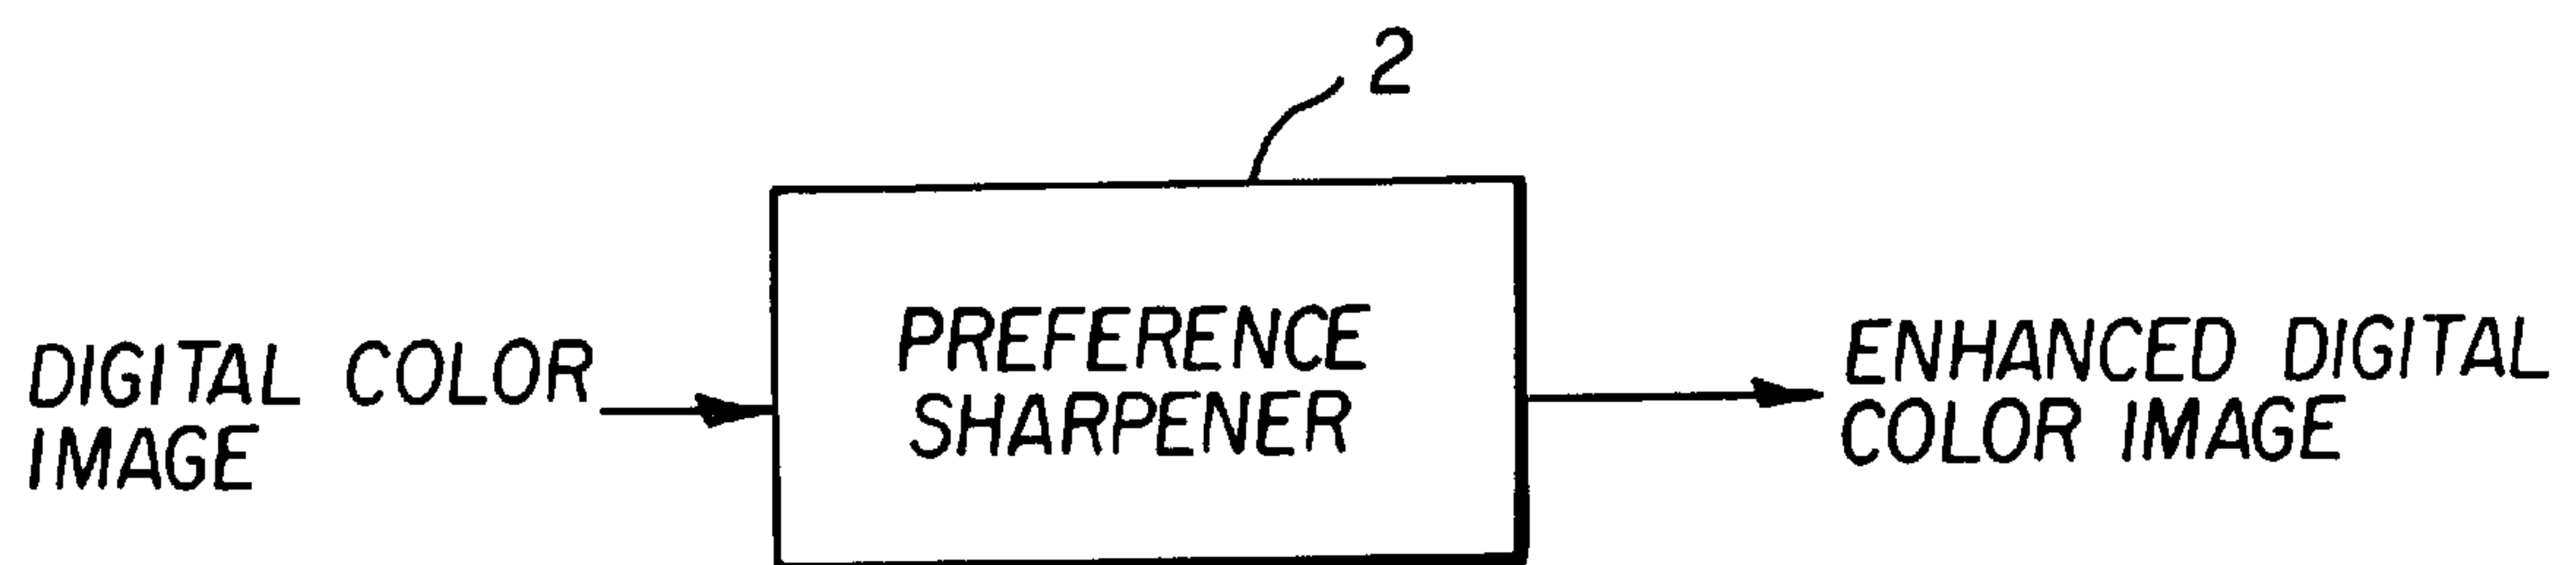 2
DIGITAL COLOR
IMAGE
PREFERENCE
SHARPENER
ENHANCED DIGITAL
COLOR IMAGE